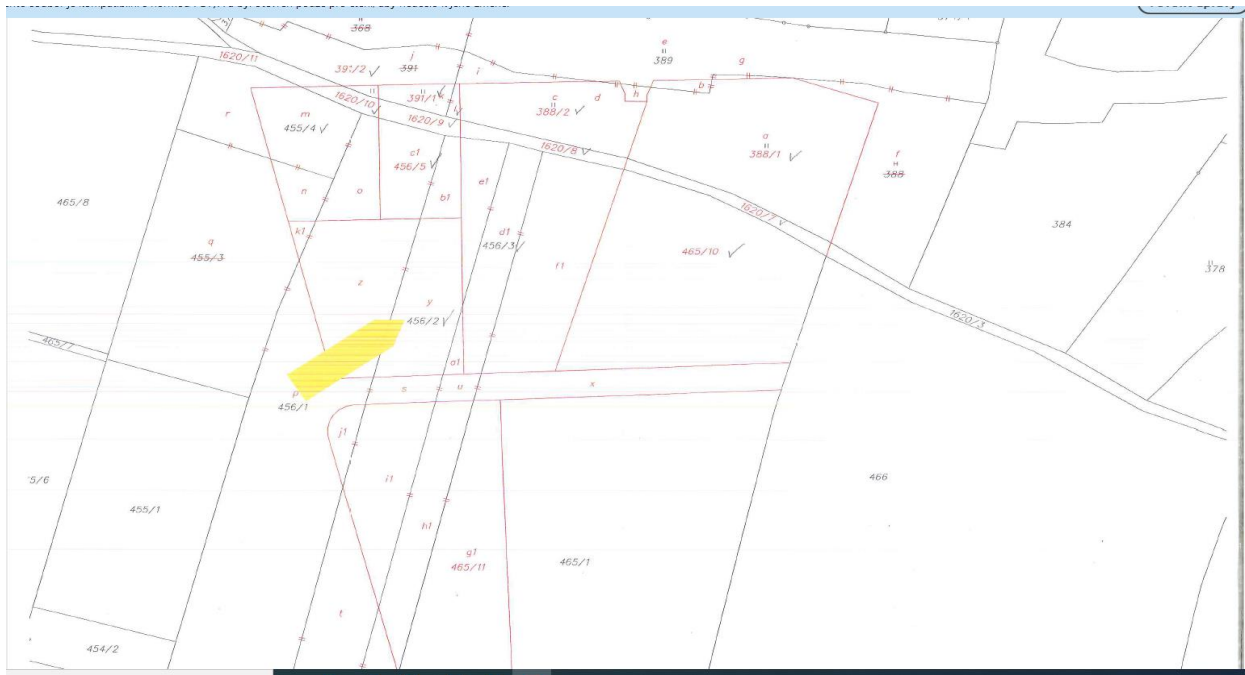 368
e
389
g
j
391
i
391/2 ✓
1620/11
1620/10 ✓
391/1 ✓
c
d
388/2 ✓
h
b
r
m
455/4 ✓
1620/9 ✓
c1
456/5 ✓
1620/8 ✓
a
388/1 ✓
f
388
n
o
b1
e1
465/8
1620/7 ✓
384
k1
d1
456/3 ✓
q
455/3
465/10 ✓
f1
378
z
y
456/2 ✓
1620/3
465/7
a1
p
s
u
x
456/1
j1
i1
466
5/6
455/1
h1
g1
465/11
465/1
t
454/2